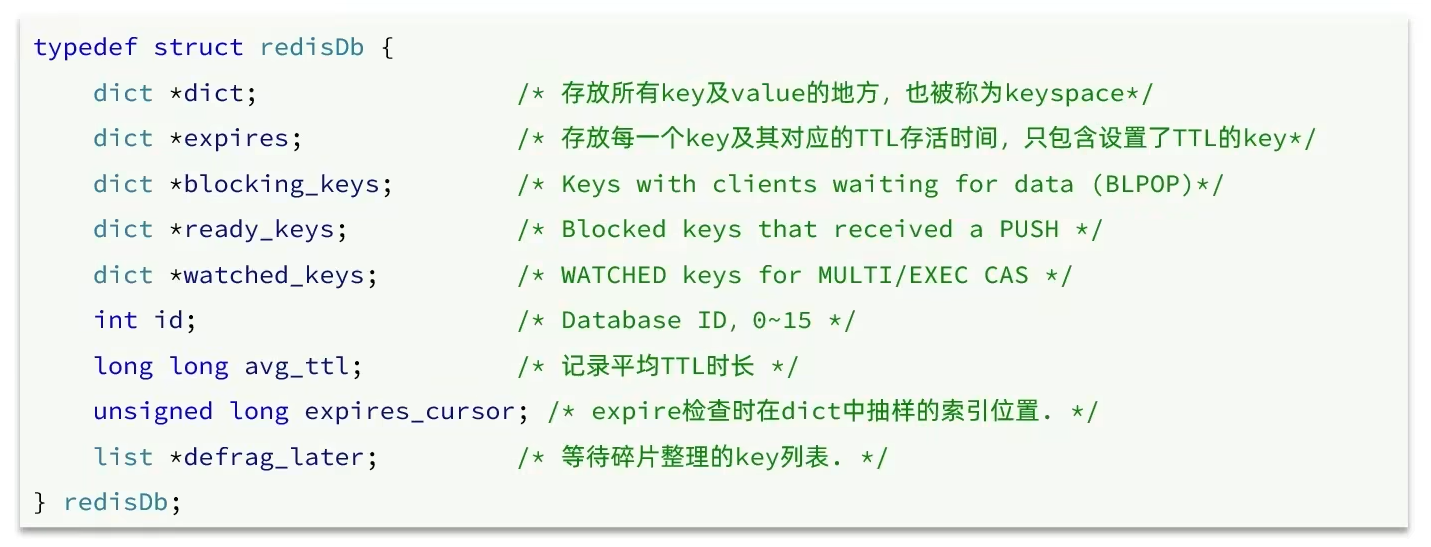 typedef struct redisDb {
    dict *dict;                 /* 存放所有key及value的地方，也被称为keyspace*/
    dict *expires;              /* 存放每一个key及其对应的TTL存活时间，只包含设置了TTL的key*/
    dict *blocking_keys;        /* Keys with clients waiting for data (BLPOP)*/
    dict *ready_keys;           /* Blocked keys that received a PUSH */
    dict *watched_keys;         /* WATCHED keys for MULTI/EXEC CAS */
    int id;                     /* Database ID，0~15 */
    long long avg_ttl;          /* 记录平均TTL时长 */
    unsigned long expires_cursor; /* expire检查时在dict中抽样的索引位置. */
    list *defrag_later;         /* 等待碎片整理的key列表. */
} redisDb;